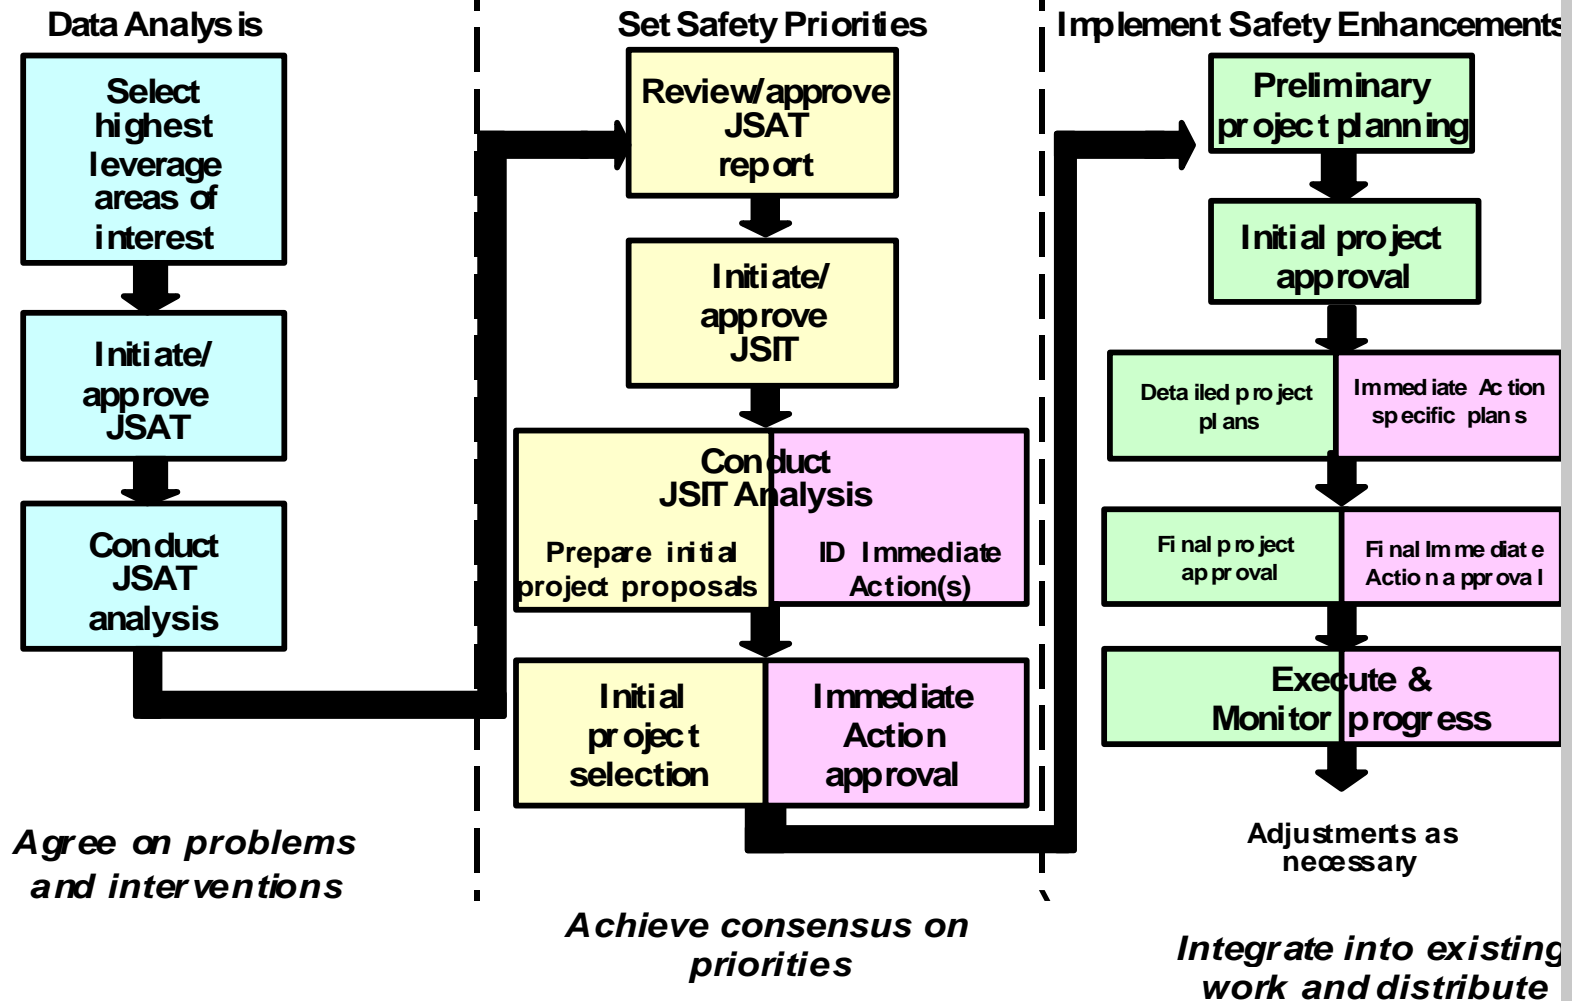 Data Analysis
Select
highest
leverage
areas of
interest
Initiate/
approve
JSAT
Conduct
JSAT
analysis
Agree on problems
and interventions
Set Safety Priorities
Review/approve
JSAT
report
Initiate/
approve
JSIT
Conduct
JSIT Analysis
Prepare initial
project proposals
ID Immediate
Action(s)
Initial
project
selection
Immediate
Action
approval
Achieve consensus on
priorities
Implement Safety Enhancements
Preliminary
project planning
Initial project
approval
Detailed project
plans
Immediate Action
specific plans
Final project
approval
Final Immediate
Action approval
Execute &
Monitor progress
Adjustments as
necessary
Integrate into existing
work and distribute